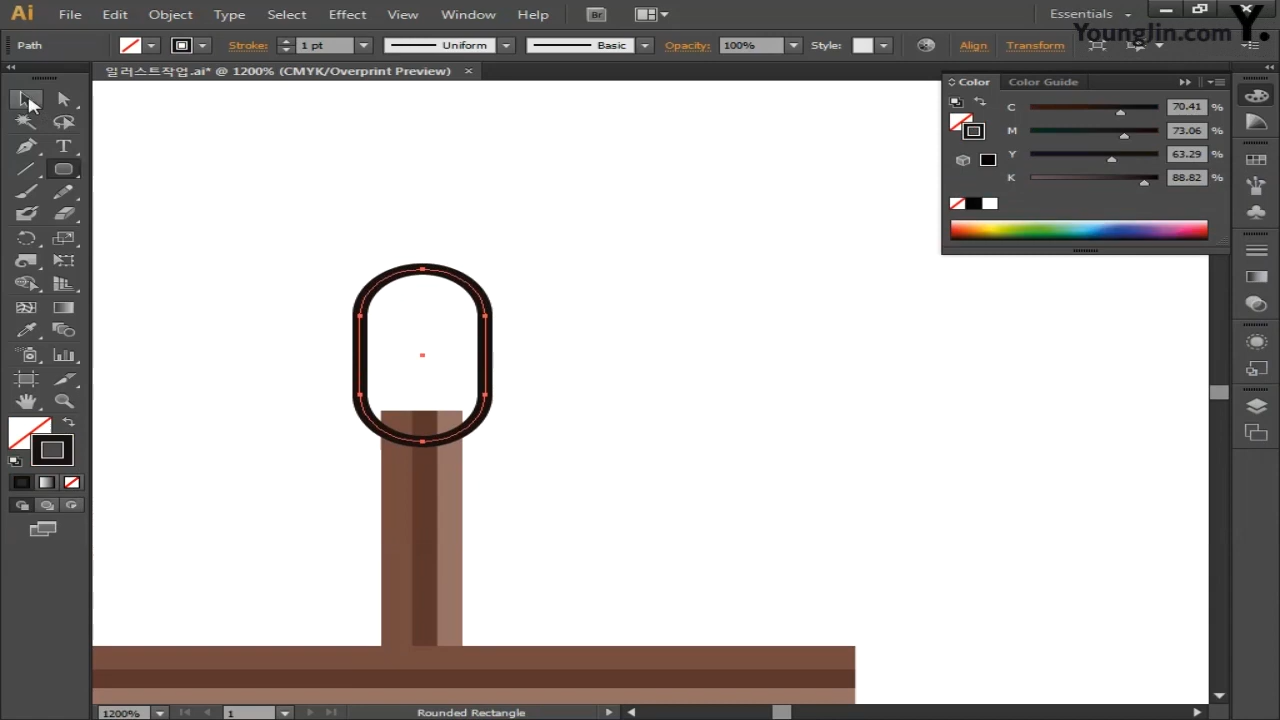 Ai File Edit Object Type Select Effect View Window Help Br Essentials
YoungJin.com Y.
Path Stroke: 1 pt Uniform Basic Opacity: 100% Style: Align Transform
일러스트작업.ai* @ 1200% (CMYK/Overprint Preview) ×
Color Color Guide
C 70.41 %
M 73.06 %
Y 63.29 %
K 88.82 %
T
1200% 1 Rounded Rectangle